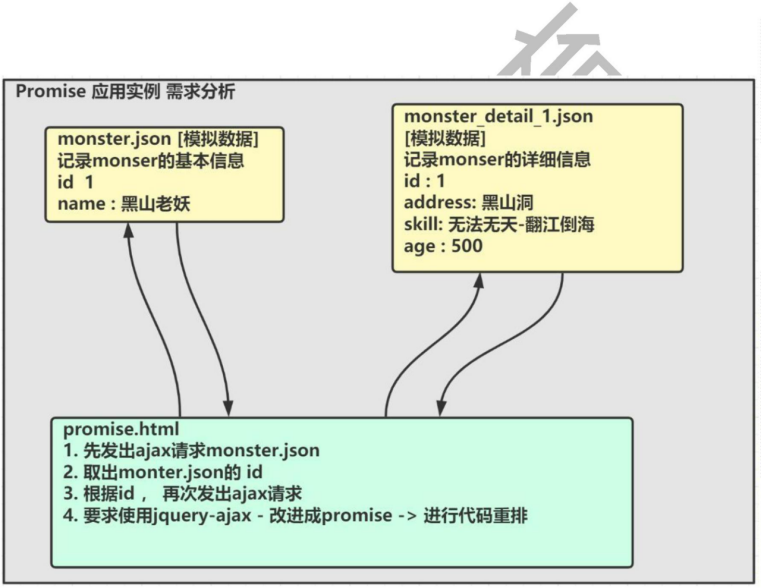 Promise 应用实例 需求分析
monster.json [模拟数据]
记录monser的基本信息
id 1
name : 黑山老妖
monster_detail_1.json
[模拟数据]
记录monser的详细信息
id : 1
address: 黑山洞
skill: 无法无天-翻江倒海
age : 500
promise.html
1. 先发出ajax请求monster.json
2. 取出monter.json的 id
3. 根据id ， 再次发出ajax请求
4. 要求使用jquery-ajax - 改进成promise -> 进行代码重排